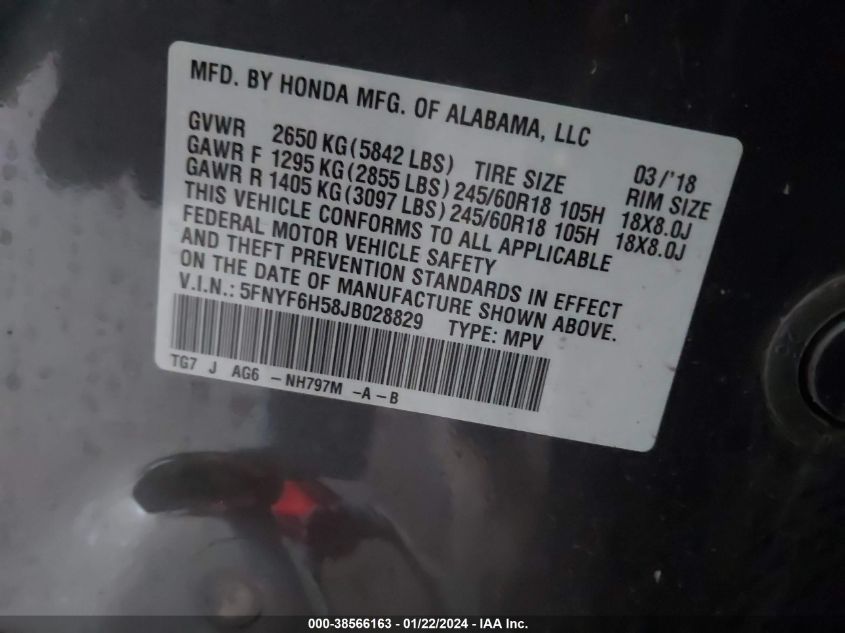 MFD. BY HONDA MFG. OF ALABAMA, LLC
03/'18
GVWR 2650 KG(5842 LBS) TIRE SIZE RIM SIZE
GAWR F 1295 KG(2855 LBS) 245/60R18 105H 18X8.0J
GAWR R 1405 KG(3097 LBS) 245/60R18 105H 18X8.0J
THIS VEHICLE CONFORMS TO ALL APPLICABLE
FEDERAL MOTOR VEHICLE SAFETY
AND THEFT PREVENTION STANDARDS IN EFFECT
ON THE DATE OF MANUFACTURE SHOWN ABOVE.
V.I.N.: 5FNYF6H58JB028829 TYPE: MPV
TG7 J AG6 -NH797M -A-B
000-38566163 - 01/22/2024 - IAA Inc.